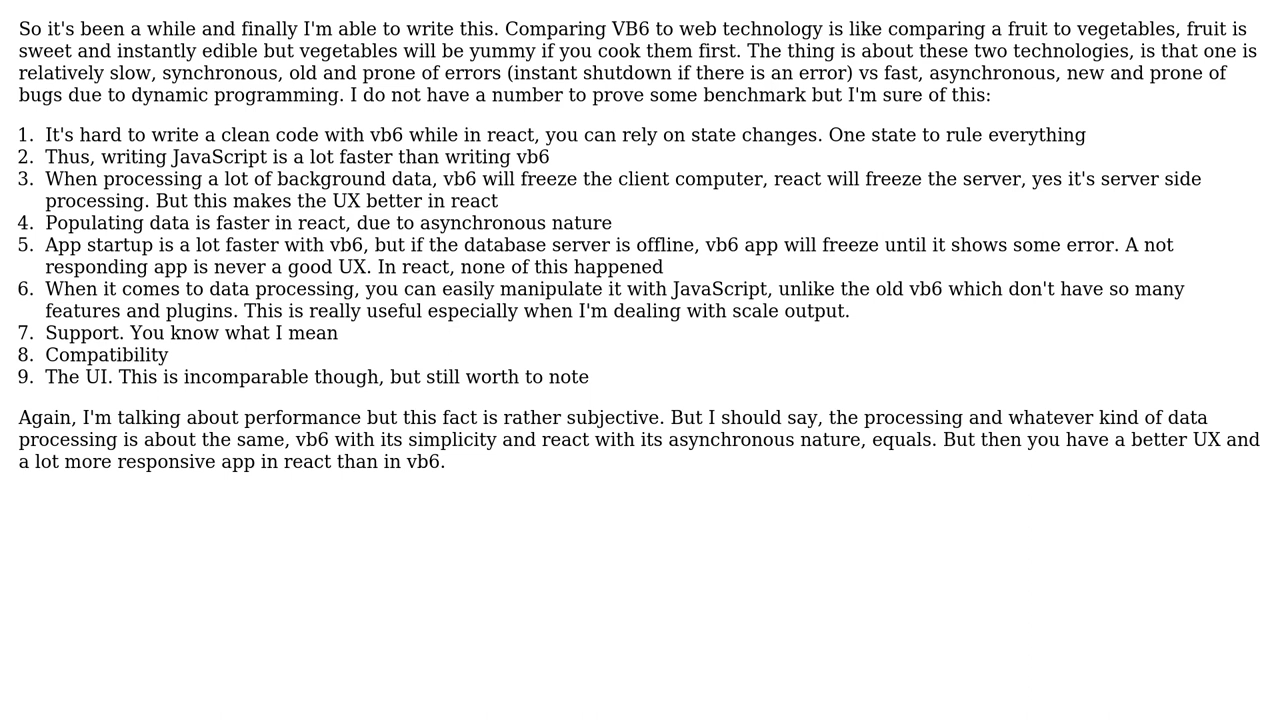 So it's been a while and finally I'm able to write this. Comparing VB6 to web technology is like comparing a fruit to vegetables, fruit is
sweet and instantly edible but vegetables will be yummy if you cook them first. The thing is about these two technologies, is that one is
relatively slow, synchronous, old and prone of errors (instant shutdown if there is an error) vs fast, asynchronous, new and prone of
bugs due to dynamic programming. I do not have a number to prove some benchmark but I'm sure of this:
1. It's hard to write a clean code with vb6 while in react, you can rely on state changes. One state to rule everything
2. Thus, writing JavaScript is a lot faster than writing vb6
3. When processing a lot of background data, vb6 will freeze the client computer, react will freeze the server, yes it's server side
processing. But this makes the UX better in react
4. Populating data is faster in react, due to asynchronous nature
5. App startup is a lot faster with vb6, but if the database server is offline, vb6 app will freeze until it shows some error. A not
responding app is never a good UX. In react, none of this happened
6. When it comes to data processing, you can easily manipulate it with JavaScript, unlike the old vb6 which don't have so many
features and plugins. This is really useful especially when I'm dealing with scale output.
7. Support. You know what I mean
8. Compatibility
9. The UI. This is incomparable though, but still worth to note
Again, I'm talking about performance but this fact is rather subjective. But I should say, the processing and whatever kind of data
processing is about the same, vb6 with its simplicity and react with its asynchronous nature, equals. But then you have a better UX and
a lot more responsive app in react than in vb6.